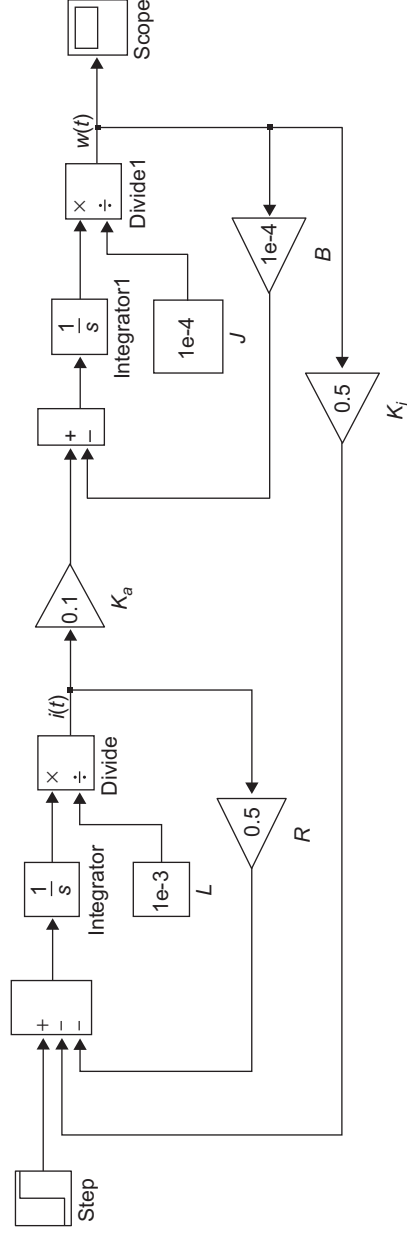 Step
+
−
−
1
s
Integrator
1e-3
L
×
÷
Divide
i(t)
0.5
R
0.1
Kₐ
+
−
1
s
Integrator1
1e-4
J
×
÷
Divide1
w(t)
1e-4
B
0.5
Kᵢ
Scope